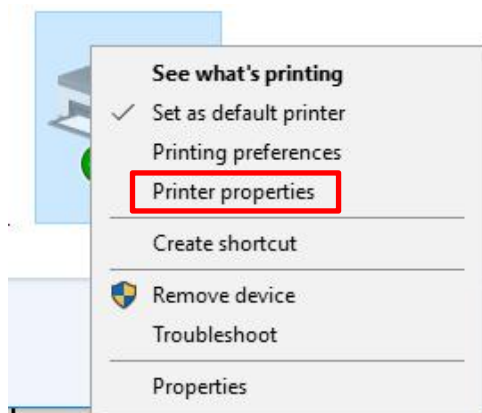 See what's printing
Set as default printer
Printing preferences
Printer properties
Create shortcut
Remove device
Troubleshoot
Properties